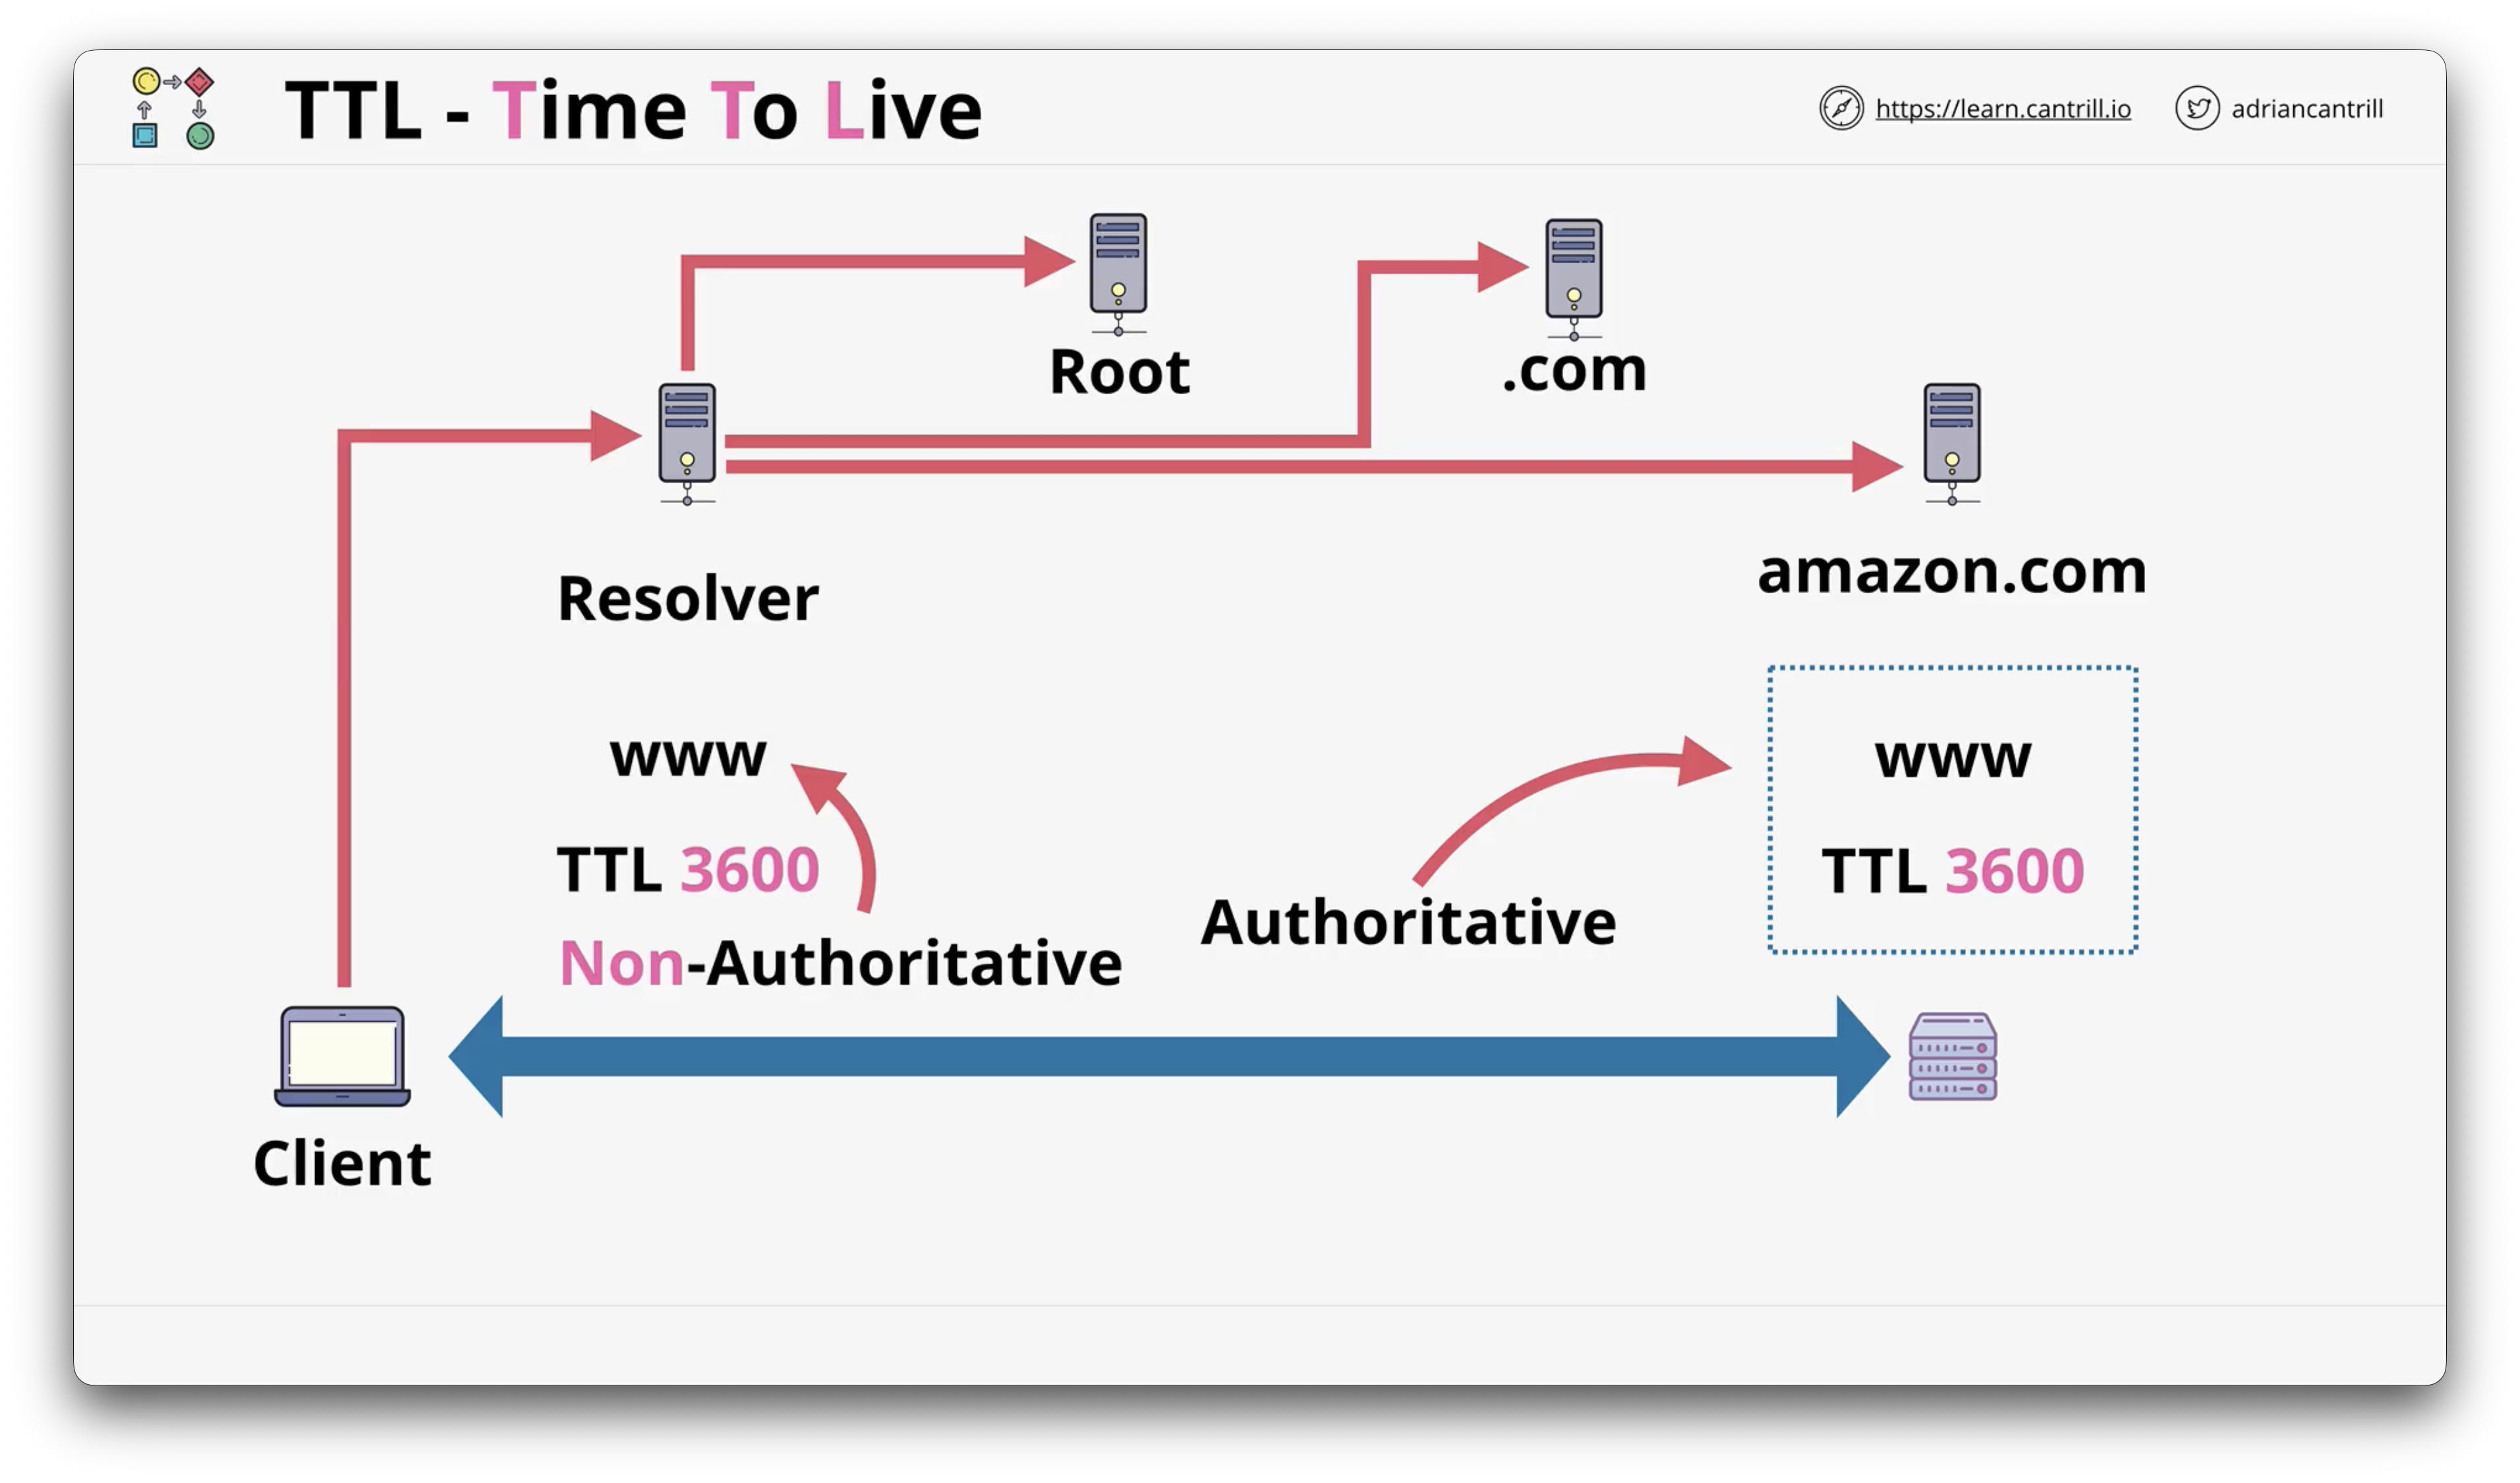 TTL - Time To Live
https://learn.cantrill.io
adriancantrill
Root
.com
Resolver
amazon.com
www
TTL 3600
Non-Authoritative
Authoritative
www
TTL 3600
Client